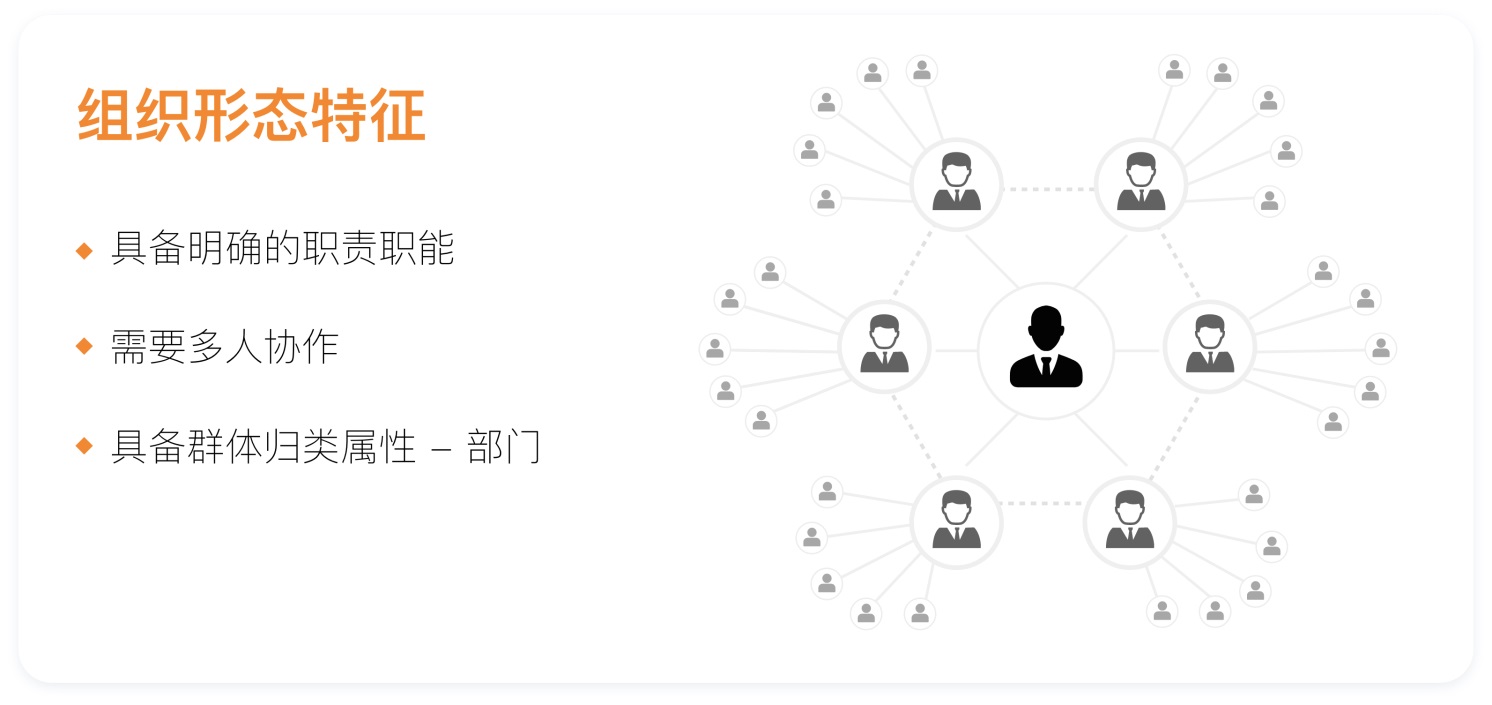 组织形态特征
具备明确的职责职能
需要多人协作
具备群体归类属性 – 部门